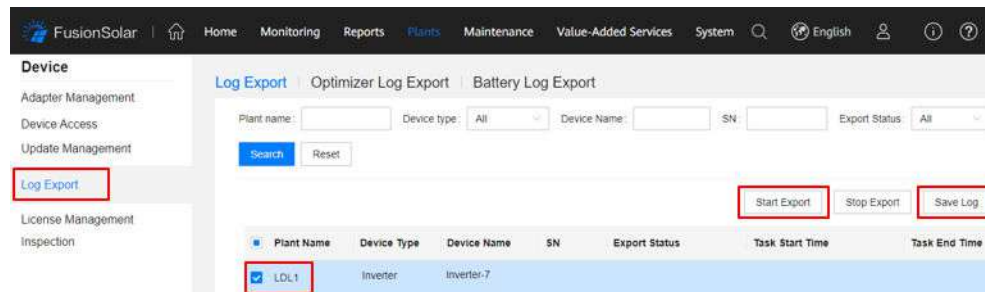 FusionSolar Home Monitoring Reports Plants Maintenance Value-Added Services System English
Device
Adapter Management
Device Access
Update Management
Log Export
License Management
Inspection
Log Export Optimizer Log Export Battery Log Export
Plant name: Device type: All Device Name: SN: Export Status: All
Search Reset
Start Export Stop Export Save Log
Plant Name Device Type Device Name SN Export Status Task Start Time Task End Time
LDL1 Inverter Inverter-7